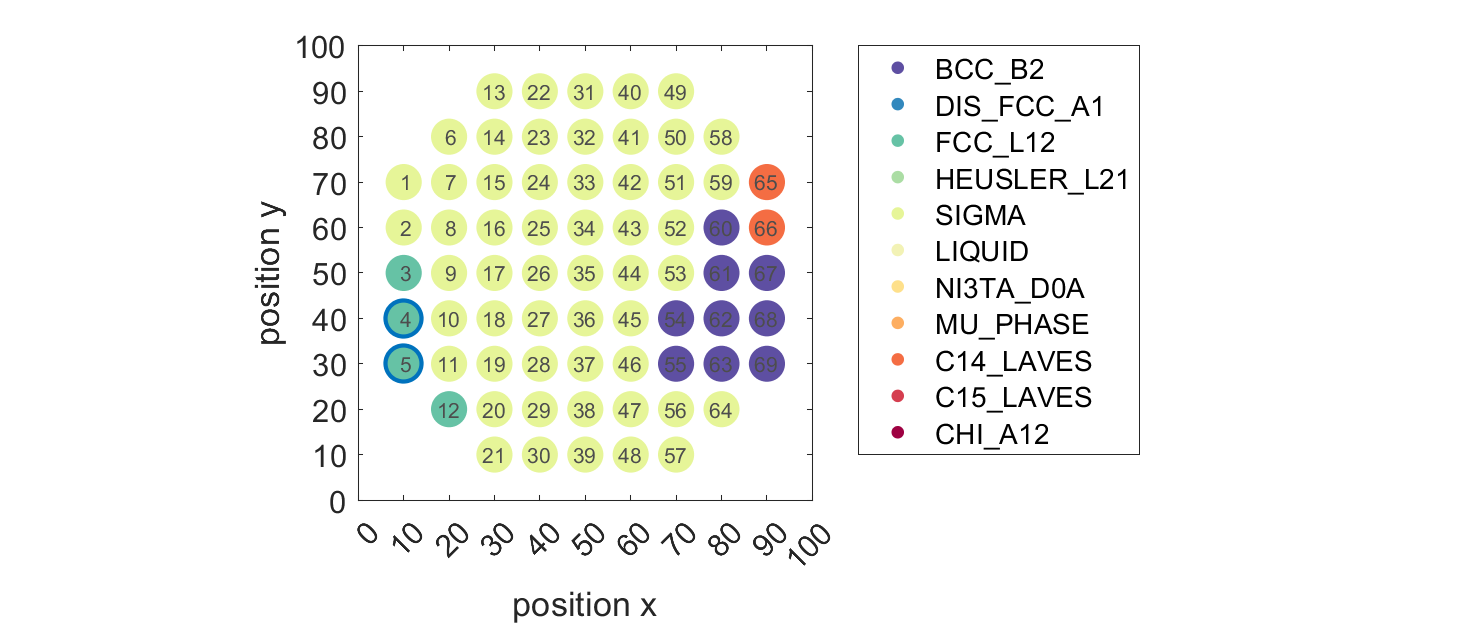 100
13 22 31 40 49
90
6 14 23 32 41 50 58
80
1 7 15 24 33 42 51 59 65
70
2 8 16 25 34 43 52 60 66
60
3 9 17 26 35 44 53 61 67
50
4 10 18 27 36 45 54 62 68
40
5 11 19 28 37 46 55 63 69
30
12 20 29 38 47 56 64
20
21 30 39 48 57
10
0
position y
0 10 20 30 40 50 60 70 80 90 100
position x
BCC_B2
DIS_FCC_A1
FCC_L12
HEUSLER_L21
SIGMA
LIQUID
NI3TA_D0A
MU_PHASE
C14_LAVES
C15_LAVES
CHI_A12